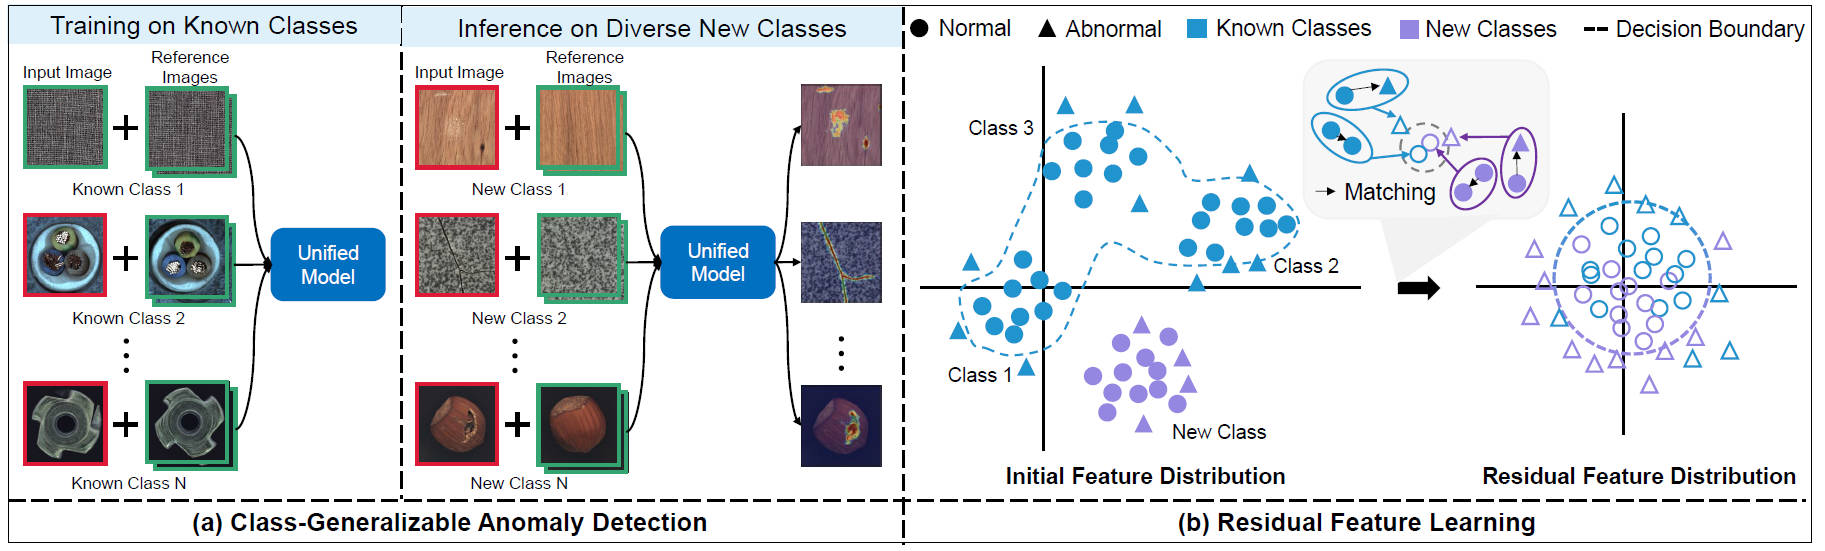 Training on Known Classes
Input Image
Reference
Images
Known Class 1
Known Class 2
Known Class N
Unified
Model
Inference on Diverse New Classes
Input Image
Reference
Images
New Class 1
New Class 2
New Class N
Unified
Model
(a) Class-Generalizable Anomaly Detection
Normal
Abnormal
Known Classes
New Classes
Decision Boundary
Class 3
Class 2
Class 1
New Class
Matching
Initial Feature Distribution
Residual Feature Distribution
(b) Residual Feature Learning